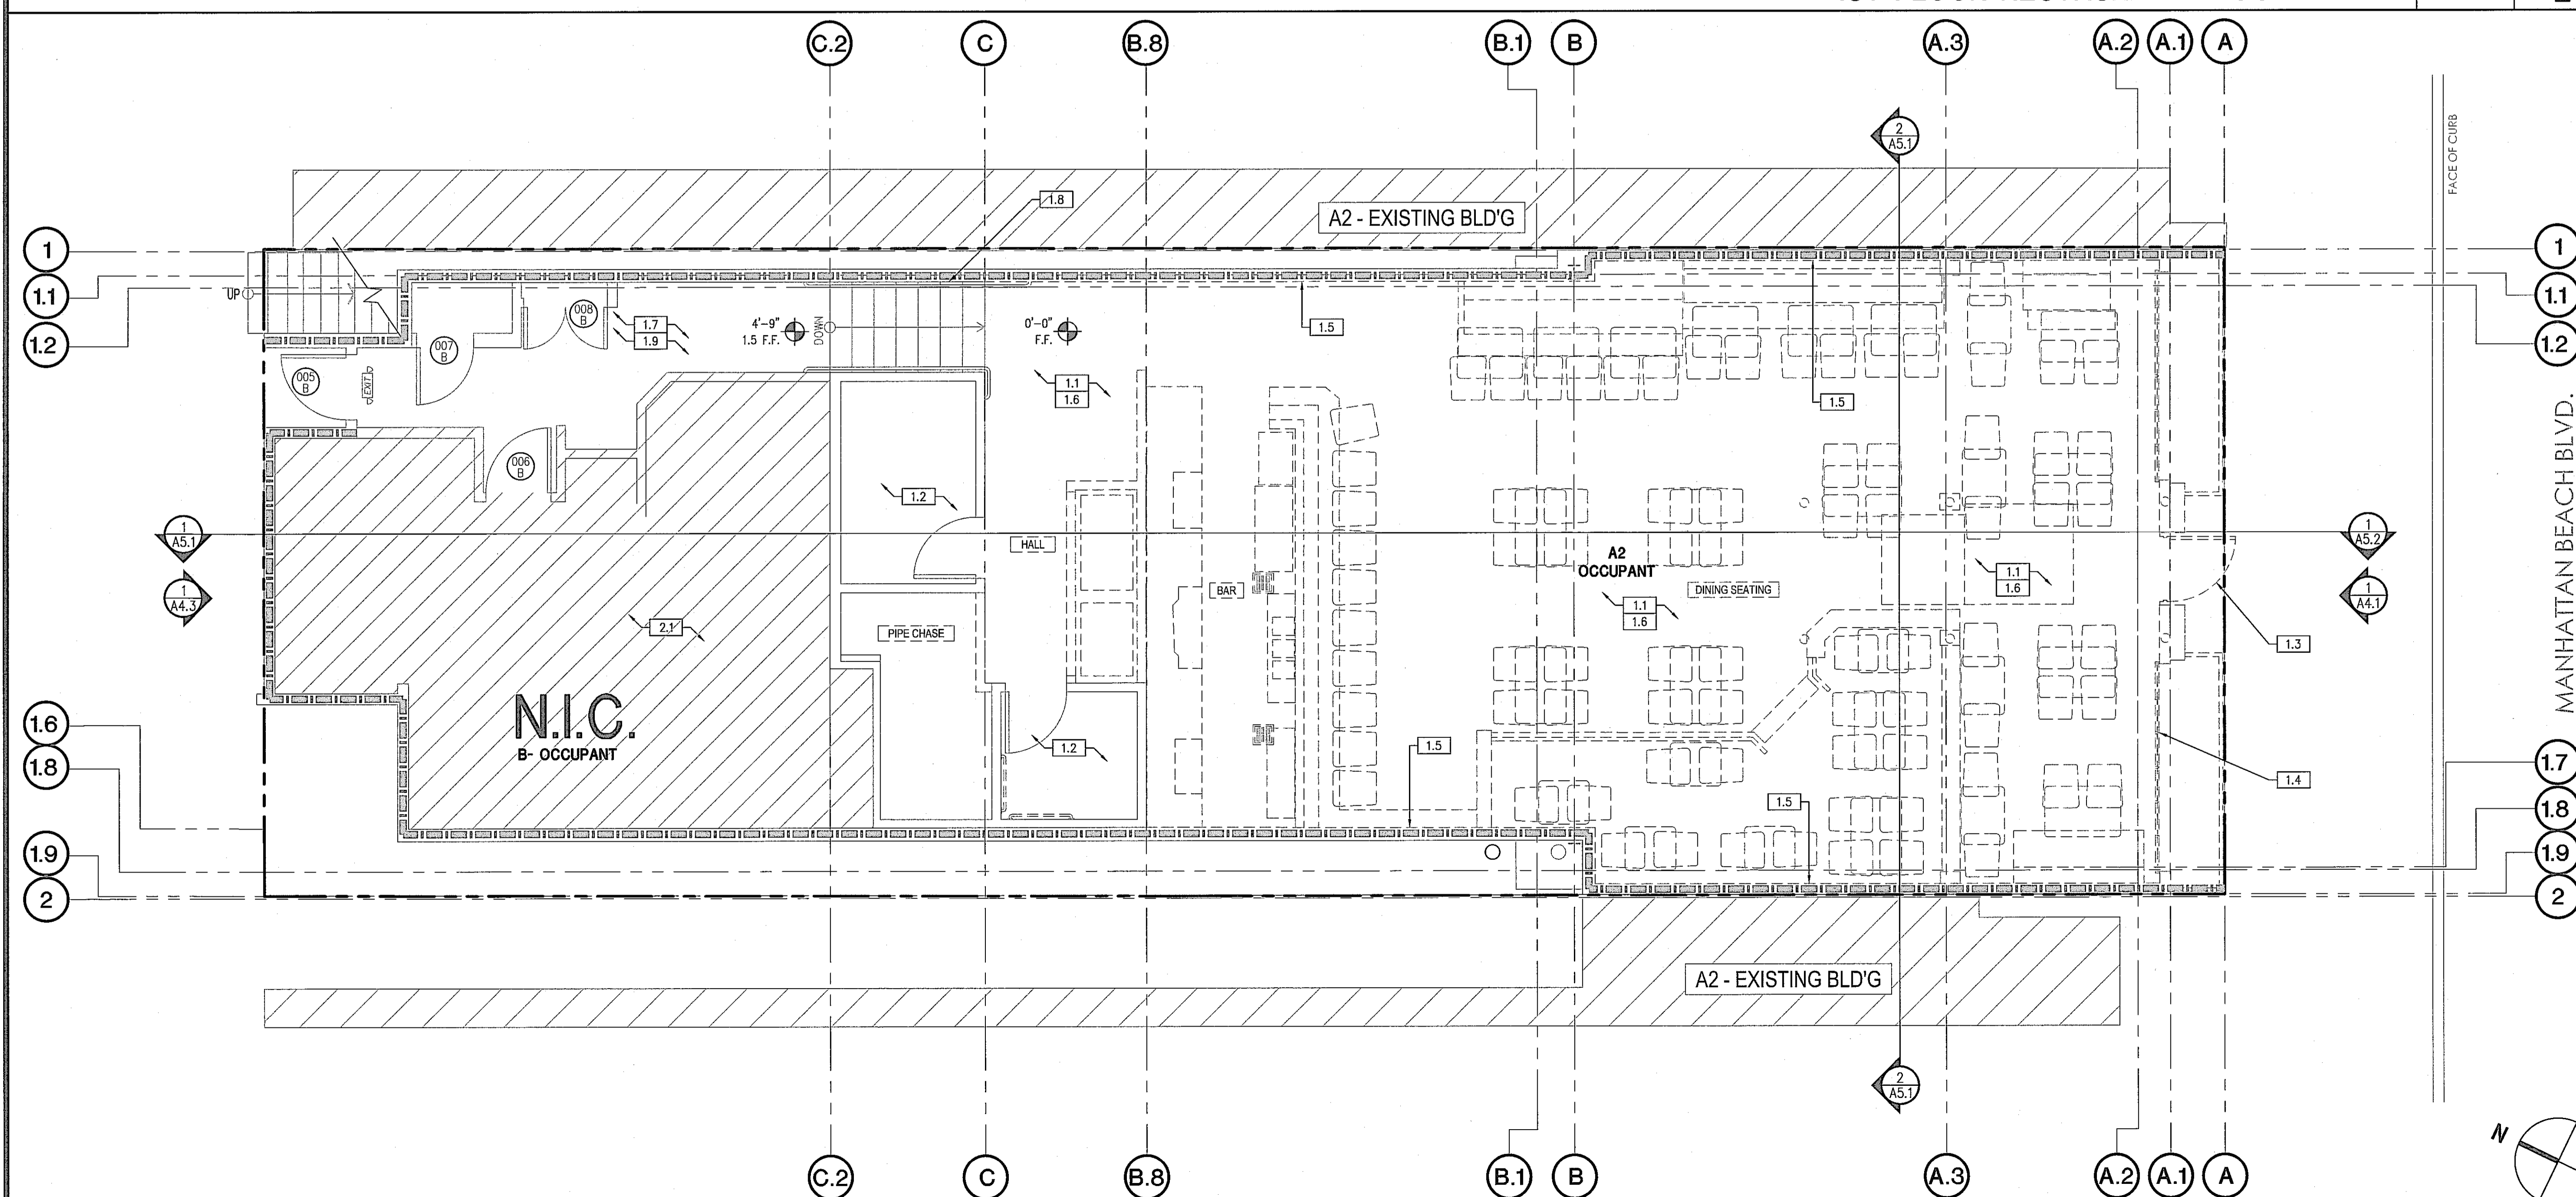 C.2
C
B.8
B.1
B
A.3
A.2
A.1
A
2
A5.1
FACE OF CURB
1.8
A2 - EXISTING BLD'G
1
1.1
1.2
1
1.1
1.2
UP
008
B
007
B
005
B
EXIT
006
B
1.7
1.9
4'-9"
1.5 F.F.
DOWN
0'-0"
F.F.
1.5
1.1
1.6
1.5
1.2
HALL
1
A5.1
1
A4.3
1
A5.2
1
A4.1
A2
OCCUPANT
BAR
DINING SEATING
1.1
1.6
1.1
1.6
2.1
PIPE CHASE
1.3
MANHATTAN BEACH BLVD.
N.I.C.
B- OCCUPANT
1.2
1.5
1.5
1.4
1.6
1.8
1.9
2
1.7
1.8
1.9
2
A2 - EXISTING BLD'G
2
A5.1
N
C.2
C
B.8
B.1
B
A.3
A.2
A.1
A